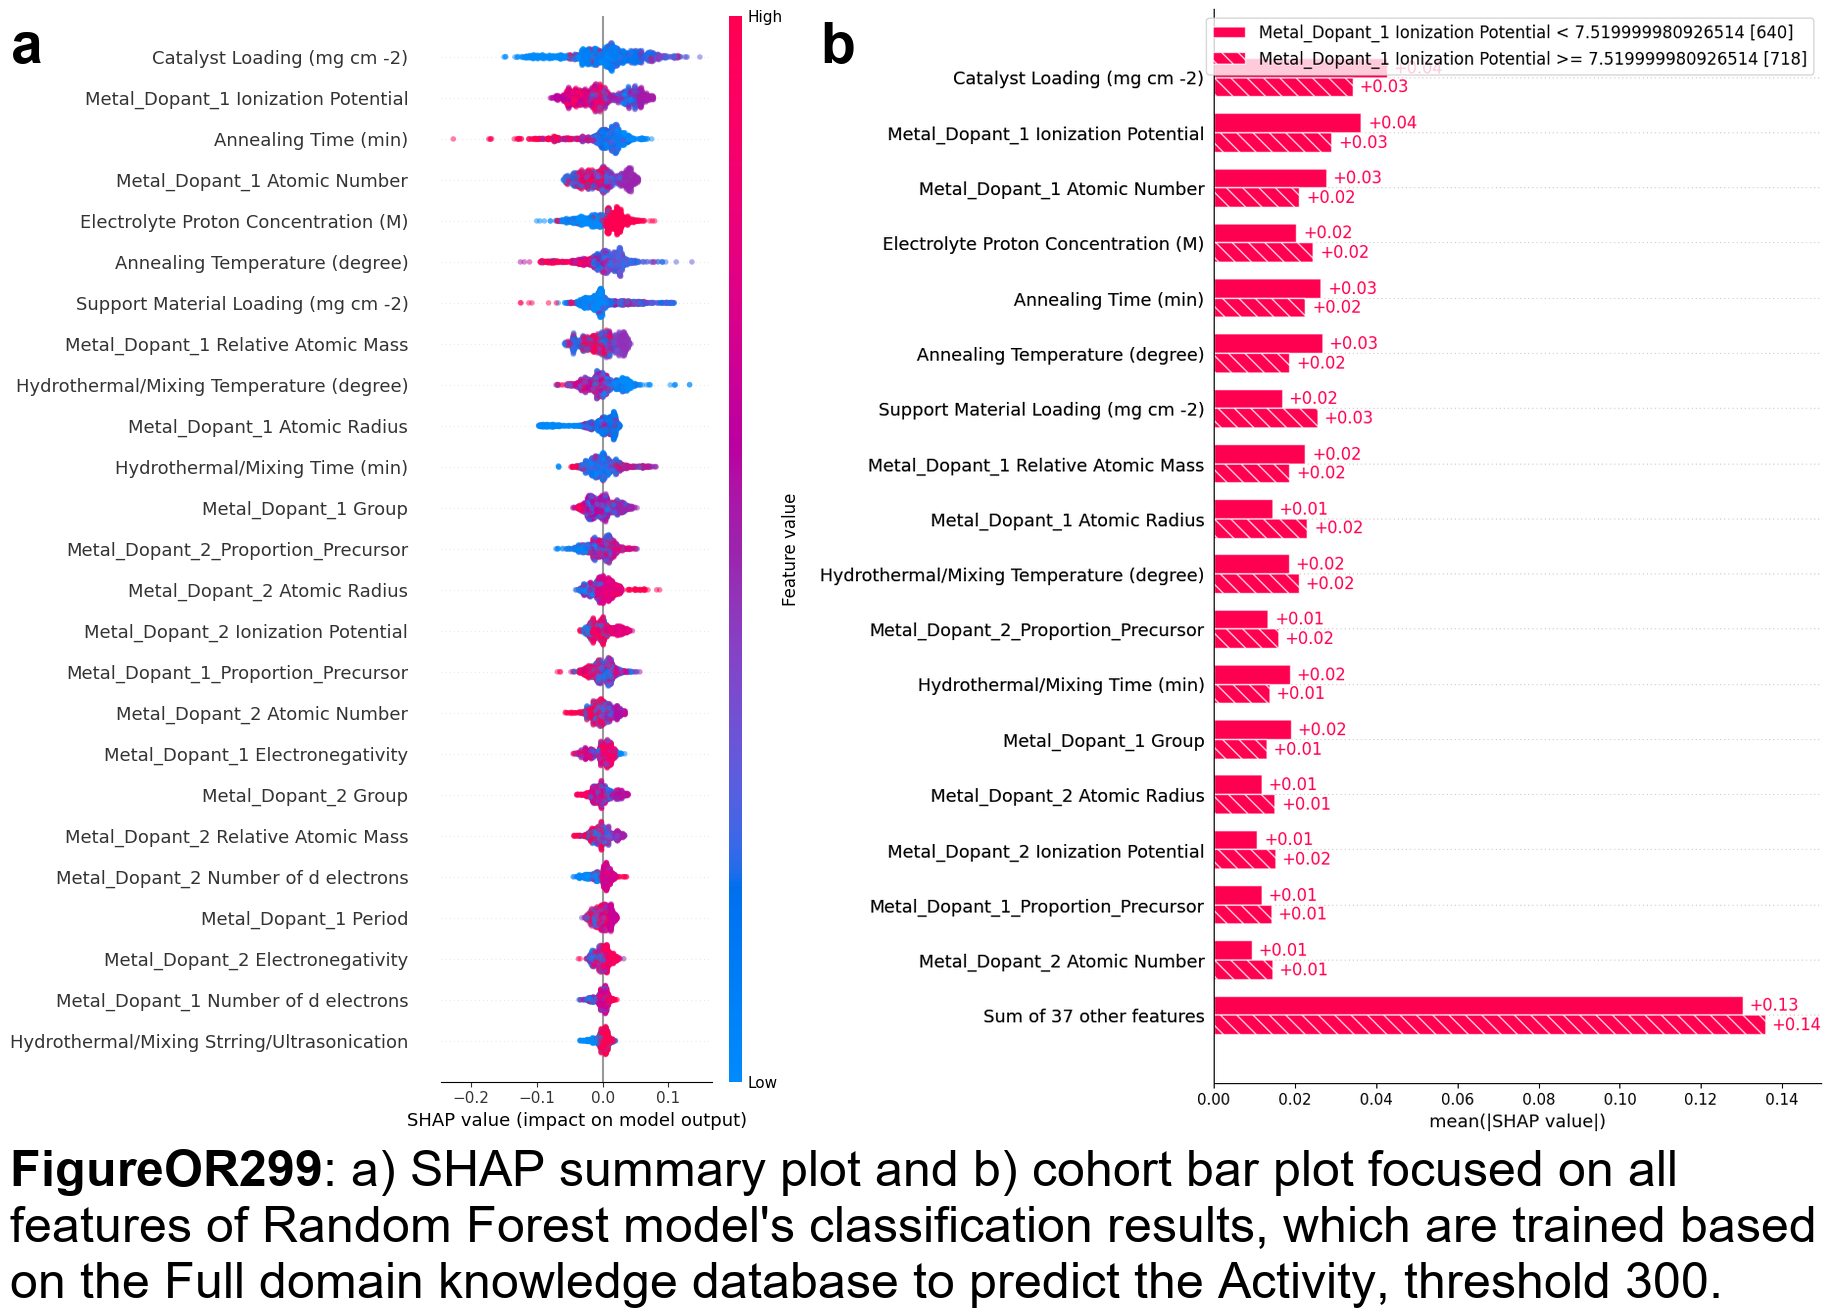 a
Catalyst Loading (mg cm -2)
Metal_Dopant_1 Ionization Potential
Annealing Time (min)
Metal_Dopant_1 Atomic Number
Electrolyte Proton Concentration (M)
Annealing Temperature (degree)
Support Material Loading (mg cm -2)
Metal_Dopant_1 Relative Atomic Mass
Hydrothermal/Mixing Temperature (degree)
Metal_Dopant_1 Atomic Radius
Hydrothermal/Mixing Time (min)
Metal_Dopant_1 Group
Metal_Dopant_2_Proportion_Precursor
Metal_Dopant_2 Atomic Radius
Metal_Dopant_2 Ionization Potential
Metal_Dopant_1_Proportion_Precursor
Metal_Dopant_2 Atomic Number
Metal_Dopant_1 Electronegativity
Metal_Dopant_2 Group
Metal_Dopant_2 Relative Atomic Mass
Metal_Dopant_2 Number of d electrons
Metal_Dopant_1 Period
Metal_Dopant_2 Electronegativity
Metal_Dopant_1 Number of d electrons
Hydrothermal/Mixing Strring/Ultrasonication
−0.2 −0.1 0.0 0.1
SHAP value (impact on model output)
High
Feature value
Low
b
Metal_Dopant_1 Ionization Potential < 7.519999980926514 [640]
Metal_Dopant_1 Ionization Potential >= 7.519999980926514 [718]
+0.04
Catalyst Loading (mg cm -2)
+0.03
+0.04
Metal_Dopant_1 Ionization Potential
+0.03
+0.03
Metal_Dopant_1 Atomic Number
+0.02
+0.02
Electrolyte Proton Concentration (M)
+0.02
+0.03
Annealing Time (min)
+0.02
+0.03
Annealing Temperature (degree)
+0.02
+0.02
Support Material Loading (mg cm -2)
+0.03
+0.02
Metal_Dopant_1 Relative Atomic Mass
+0.02
+0.01
Metal_Dopant_1 Atomic Radius
+0.02
+0.02
Hydrothermal/Mixing Temperature (degree)
+0.02
+0.01
Metal_Dopant_2_Proportion_Precursor
+0.02
+0.02
Hydrothermal/Mixing Time (min)
+0.01
+0.02
Metal_Dopant_1 Group
+0.01
+0.01
Metal_Dopant_2 Atomic Radius
+0.01
+0.01
Metal_Dopant_2 Ionization Potential
+0.02
+0.01
Metal_Dopant_1_Proportion_Precursor
+0.01
+0.01
Metal_Dopant_2 Atomic Number
+0.01
+0.13
Sum of 37 other features
+0.14
0.00 0.02 0.04 0.06 0.08 0.10 0.12 0.14
mean(|SHAP value|)
FigureOR299: a) SHAP summary plot and b) cohort bar plot focused on all
features of Random Forest model's classification results, which are trained based
on the Full domain knowledge database to predict the Activity, threshold 300.